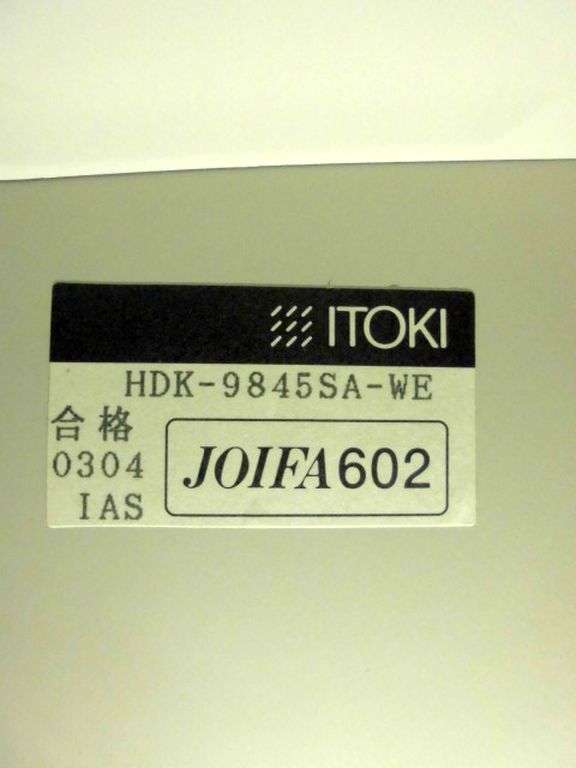 ITOKI
HDK-9845SA-WE
合格
0304
IAS
JOIFA602